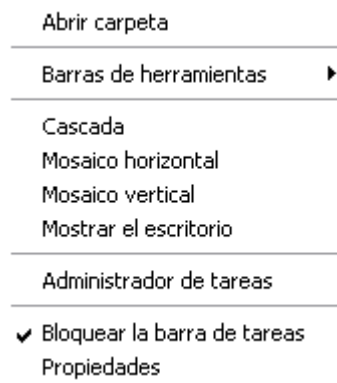 Abrir carpeta
Barras de herramientas
Cascada
Mosaico horizontal
Mosaico vertical
Mostrar el escritorio
Administrador de tareas
Bloquear la barra de tareas
Propiedades